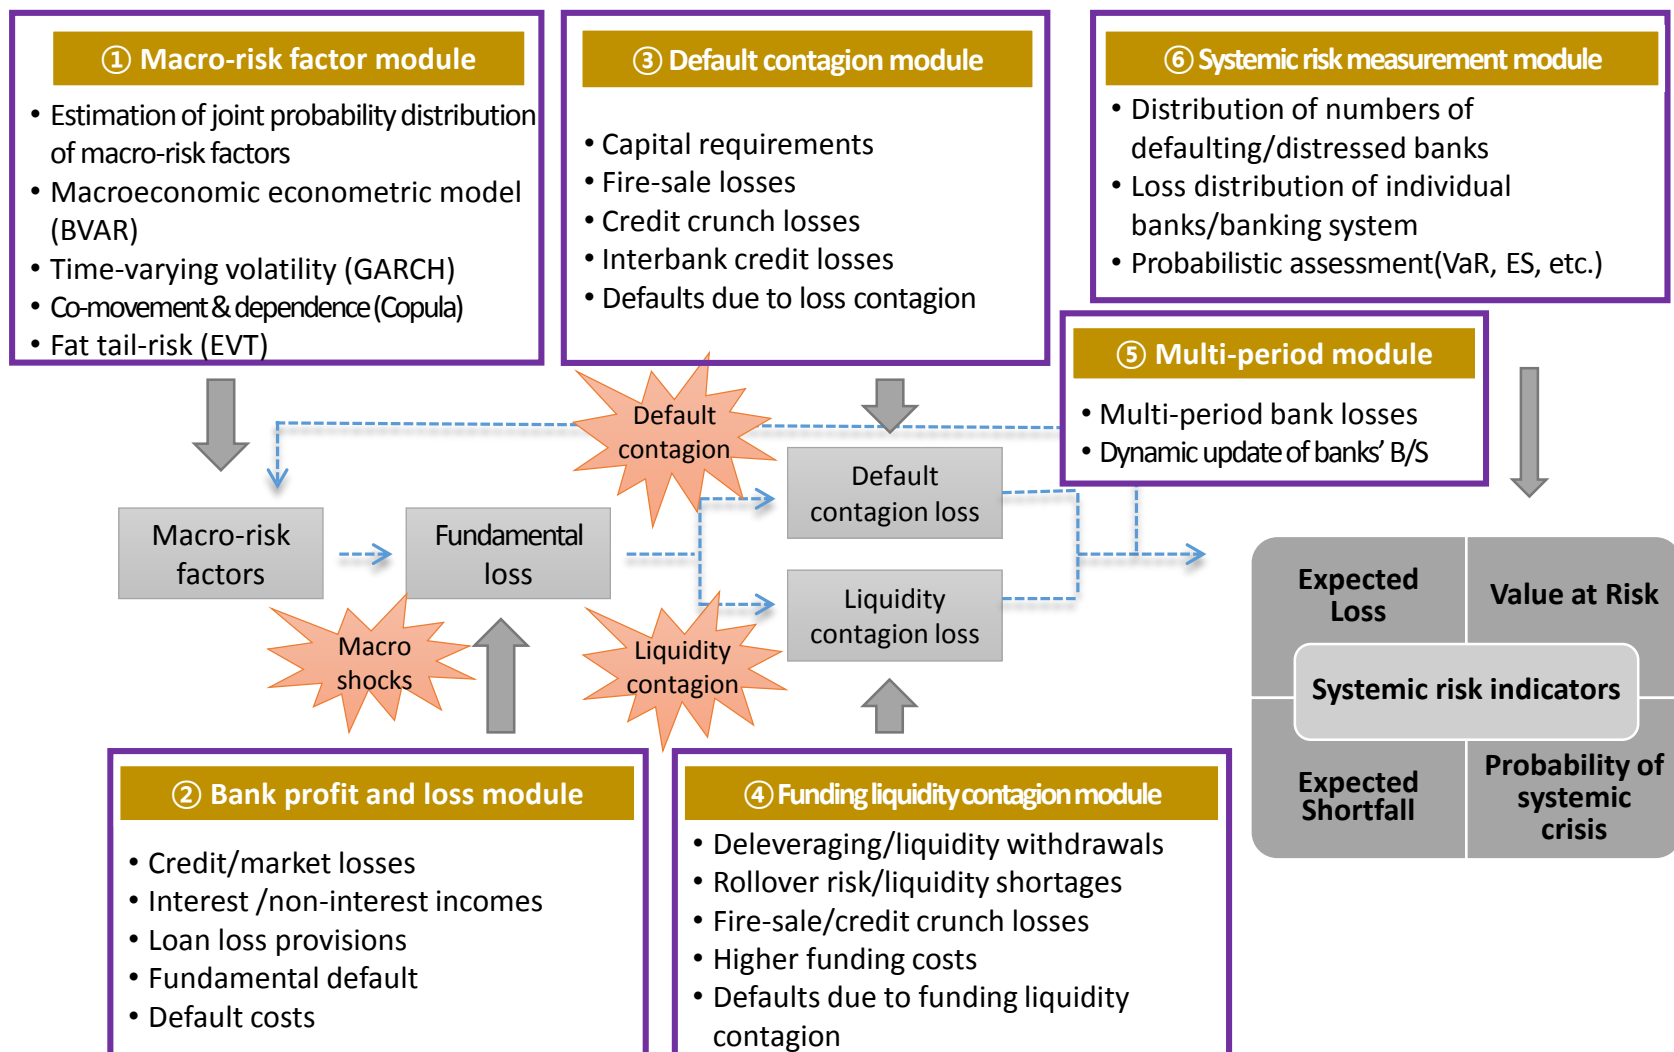 ① Macro-risk factor module
• Estimation of joint probability distribution
of macro-risk factors
• Macroeconomic econometric model
(BVAR)
• Time-varying volatility (GARCH)
• Co-movement & dependence (Copula)
• Fat tail-risk (EVT)
③ Default contagion module
• Capital requirements
• Fire-sale losses
• Credit crunch losses
• Interbank credit losses
• Defaults due to loss contagion
⑥ Systemic risk measurement module
• Distribution of numbers of
defaulting/distressed banks
• Loss distribution of individual
banks/banking system
• Probabilistic assessment(VaR, ES, etc.)
⑤ Multi-period module
• Multi-period bank losses
• Dynamic update of banks' B/S
Default
contagion
Macro-risk
factors
Fundamental
loss
Default
contagion loss
Liquidity
contagion loss
Macro
shocks
Liquidity
contagion
Expected
Loss
Value at Risk
Systemic risk indicators
Expected
Shortfall
Probability of
systemic
crisis
② Bank profit and loss module
• Credit/market losses
• Interest /non-interest incomes
• Loan loss provisions
• Fundamental default
• Default costs
④ Funding liquidity contagion module
• Deleveraging/liquidity withdrawals
• Rollover risk/liquidity shortages
• Fire-sale/credit crunch losses
• Higher funding costs
• Defaults due to funding liquidity
contagion